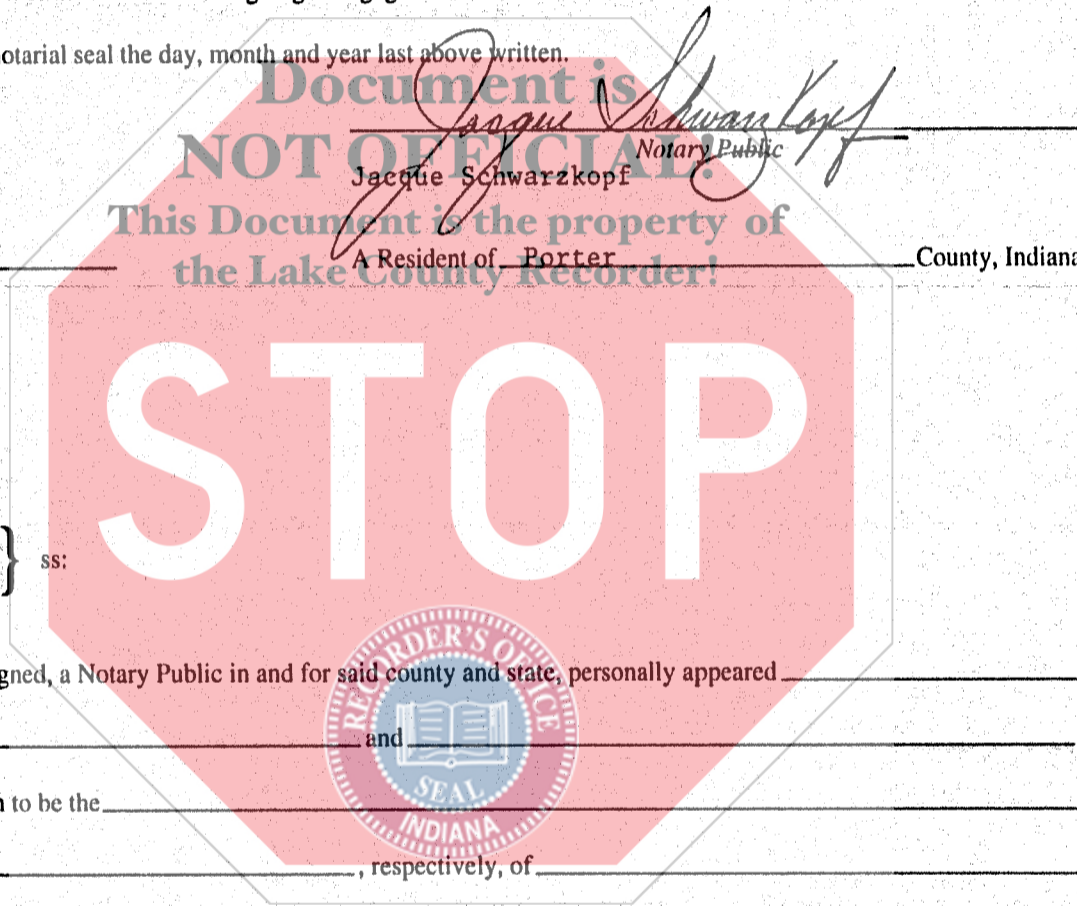 otarial seal the day, month and year last above written.
Document is
NOT OFFICIAL!
This Document is the property of
the Lake County Recorder!
Jacque Schwarzkopf
Notary Public
Jacque Schwarzkopf
A Resident of Porter County, Indiana
STOP
} ss:
gned, a Notary Public in and for said county and state, personally appeared
and
n to be the
, respectively, of
RECORDER'S OFFICE
SEAL
INDIANA